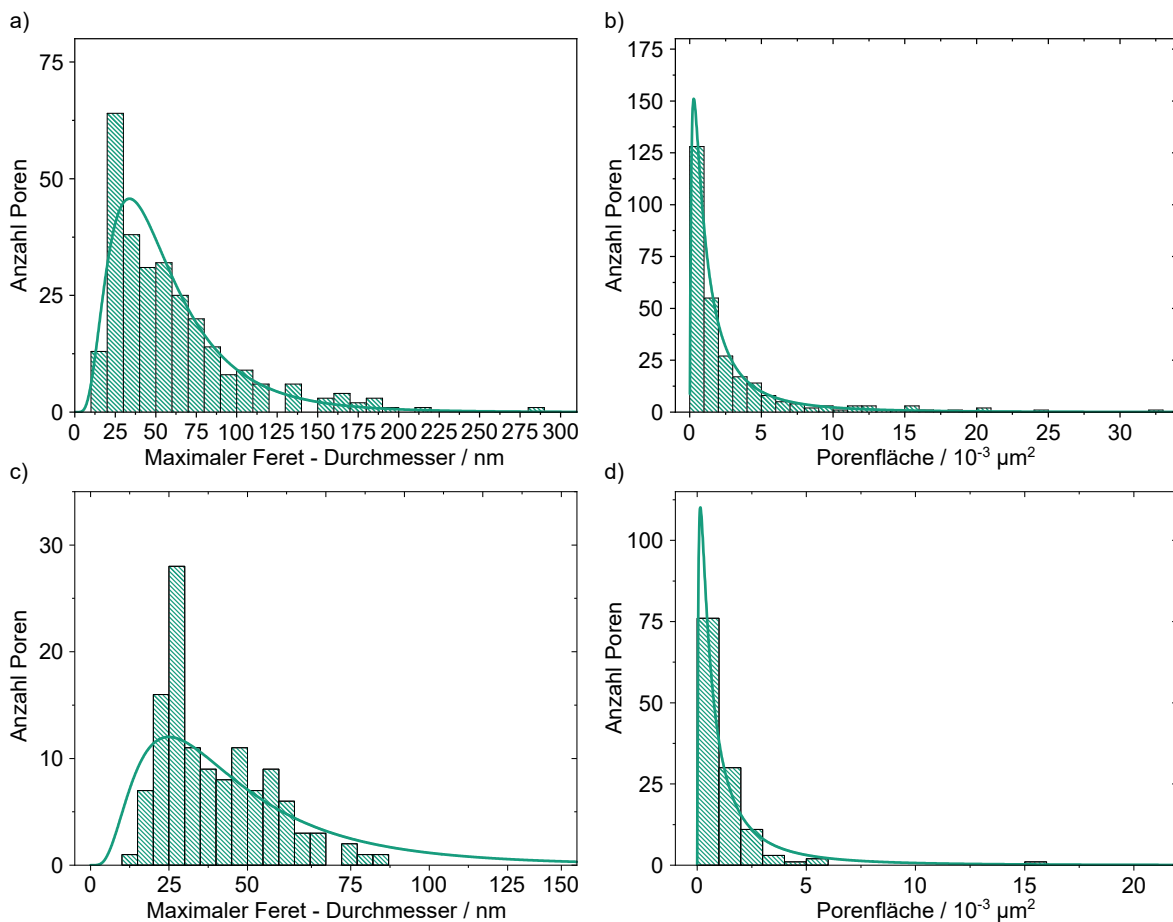 a)
75
50
25
0
Anzahl Poren
0 25 50 75 100 125 150 175 200 225 250 275 300
Maximaler Feret - Durchmesser / nm
b)
175
150
125
100
75
50
25
0
Anzahl Poren
0 5 10 15 20 25 30
Porenfläche / 10⁻³ µm²
c)
30
20
10
0
Anzahl Poren
0 25 50 75 100 125 150
Maximaler Feret - Durchmesser / nm
d)
100
75
50
25
0
Anzahl Poren
0 5 10 15 20
Porenfläche / 10⁻³ µm²